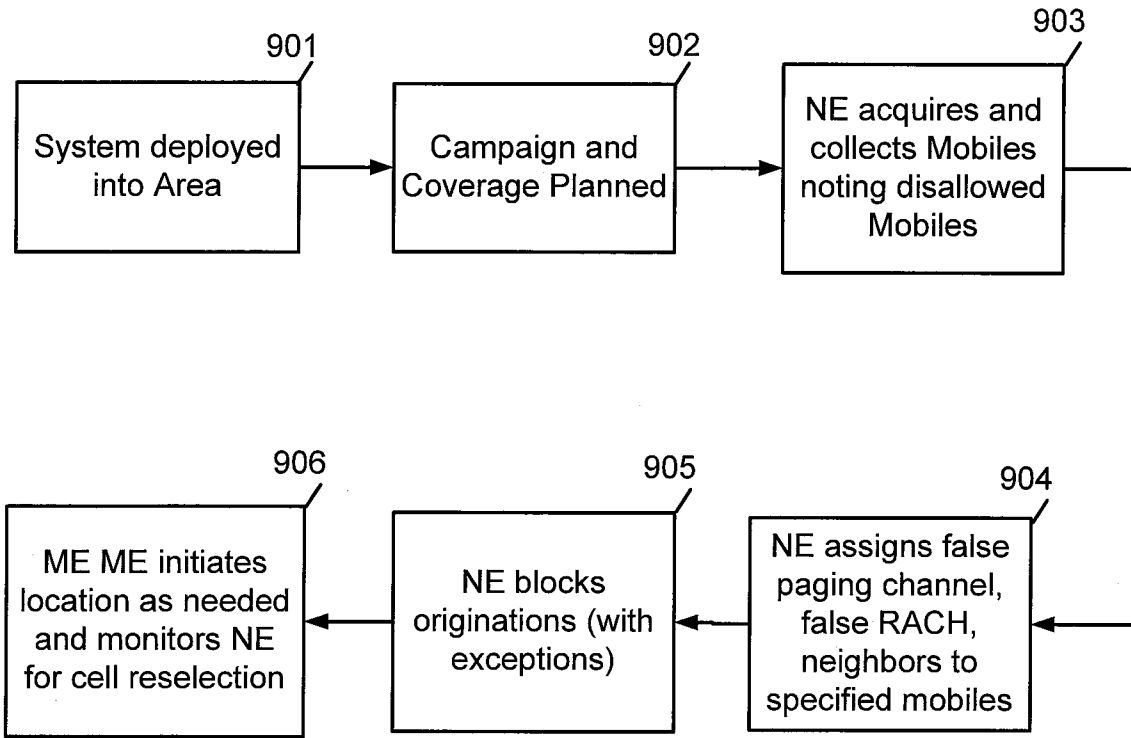 901
System deployed
into Area
902
Campaign and
Coverage Planned
903
NE acquires and
collects Mobiles
noting disallowed
Mobiles
904
NE assigns false
paging channel,
false RACH,
neighbors to
specified mobiles
905
NE blocks
originations (with
exceptions)
906
ME ME initiates
location as needed
and monitors NE
for cell reselection